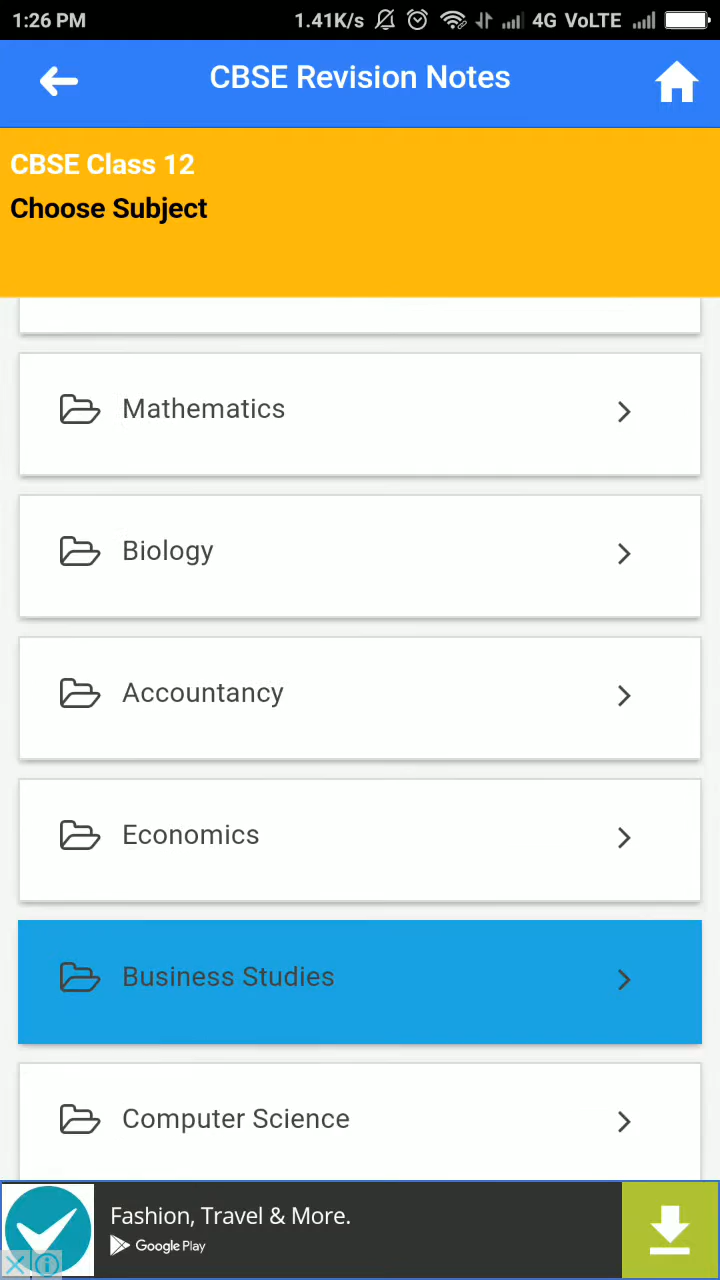 1:26 PM 1.41K/s 4G VoLTE
CBSE Revision Notes
CBSE Class 12
Choose Subject
Mathematics
Biology
Accountancy
Economics
Business Studies
Computer Science
Fashion, Travel & More.
Google Play